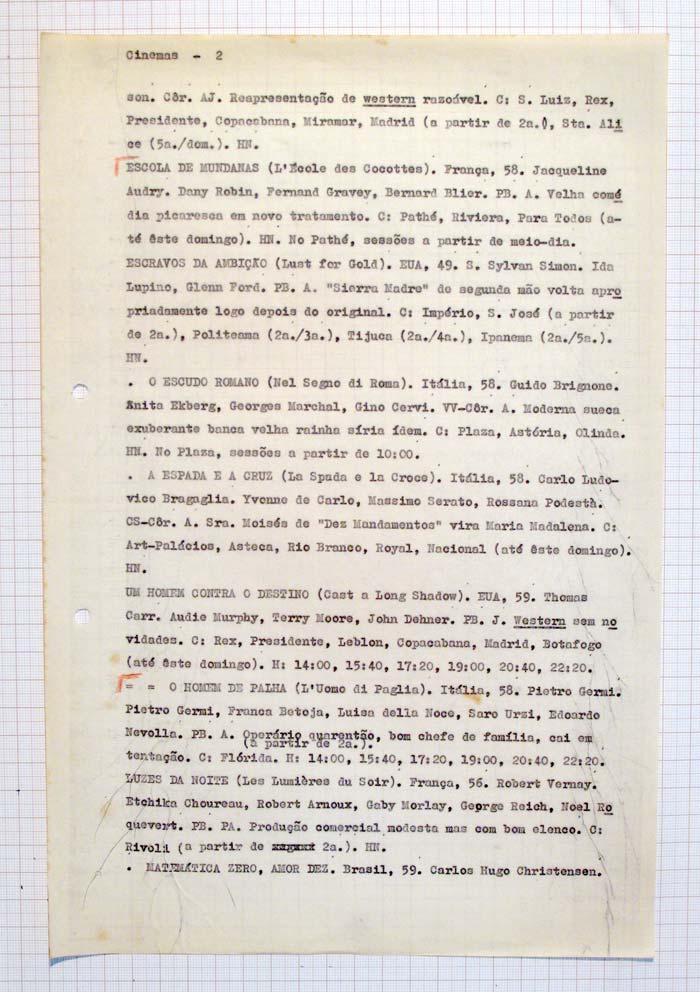 Cinemas - 2
son. Côr. AJ. Reapresentação de western razoável. C: S. Luiz, Rex,
Presidente, Copacabana, Miramar, Madrid (a partir de 2a.), Sta. Ali
ce (5a./dom.). HN.
ESCOLA DE MUNDANAS (L'École des Cocottes). França, 58. Jacqueline
Audry. Dany Robin, Fernand Gravey, Bernard Blier. PB. A. Velha comé
dia picaresca em novo tratamento. C: Pathé, Riviera, Para Todos (a-
té êste domingo). HN. No Pathé, sessões a partir de meio-dia.
ESCRAVOS DA AMBIÇÃO (Lust for Gold). EUA, 49. S. Sylvan Simon. Ida
Lupino, Glenn Ford. PB. A. "Sierra Madre" de segunda mão volta apro
priadamente logo depois do original. C: Império, S. José (a partir
de 2a.), Politeama (2a./3a.), Tijuca (2a./4a.), Ipanema (2a./5a.).
HN.
. O ESCUDO ROMANO (Nel Segno di Roma). Itália, 58. Guido Brignone.
Anita Ekberg, Georges Marchal, Gino Cervi. VV-Côr. A. Moderna sueca
exuberante banca velha rainha síria ídem. C: Plaza, Astória, Olinda.
HN. No Plaza, sessões a partir de 10:00.
. A ESPADA E A CRUZ (La Spada e la Croce). Itália, 58. Carlo Ludo-
vico Bragaglia. Yvonne de Carlo, Massimo Serato, Rossana Podestà.
CS-Côr. A. Sra. Moisés de "Dez Mandamentos" vira Maria Madalena. C:
Art-Palácios, Asteca, Rio Branco, Royal, Nacional (até êste domingo).
HN.
UM HOMEM CONTRA O DESTINO (Cast a Long Shadow). EUA, 59. Thomas
Carr. Audie Murphy, Terry Moore, John Dehner. PB. J. Western sem no
vidades. C: Rex, Presidente, Leblon, Copacabana, Madrid, Botafogo
(até êste domingo). H: 14:00, 15:40, 17:20, 19:00, 20:40, 22:20.
= = O HOMEM DE PALHA (L'Uomo di Paglia). Itália, 58. Pietro Germi.
Pietro Germi, Franca Betoja, Luisa della Noce, Saro Urzi, Edoardo
Nevolla. PB. A. Operário quarentão, bom chefe de família, cai em
(a partir de 2a.).
tentação. C: Flórida. H: 14:00, 15:40, 17:20, 19:00, 20:40, 22:20.
LUZES DA NOITE (Les Lumières du Soir). França, 56. Robert Vernay.
Etchika Choureau, Robert Arnoux, Gaby Morlay, George Reich, Noel Ro
quevert. PB. PA. Produção comercial modesta mas com bom elenco. C:
Rivoli (a partir de 2a.). HN.
. MATEMÁTICA ZERO, AMOR DEZ. Brasil, 59. Carlos Hugo Christensen.